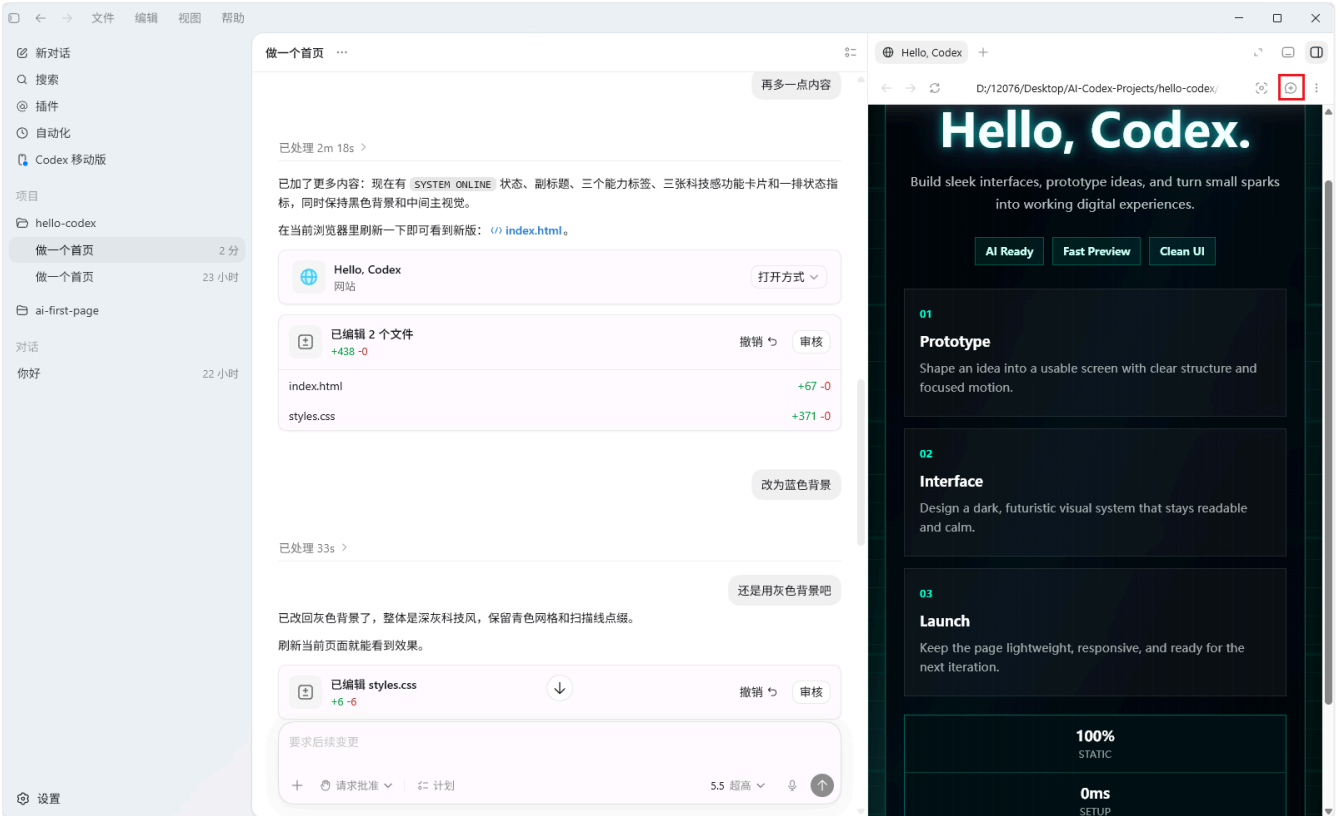 文件 编辑 视图 帮助
新对话
搜索
插件
自动化
Codex 移动版
项目
hello-codex
做一个首页 2 分
做一个首页 23 小时
ai-first-page
对话
你好 22 小时
设置
做一个首页 ···
再多一点内容
已处理 2m 18s
已加了更多内容：现在有 SYSTEM ONLINE 状态、副标题、三个能力标签、三张科技感功能卡片和一排状态指
标，同时保持黑色背景和中间主视觉。
在当前浏览器里刷新一下即可看到新版： index.html。
Hello, Codex
网站
打开方式
已编辑 2 个文件
+438 -0
撤销 审核
index.html +67 -0
styles.css +371 -0
改为蓝色背景
已处理 33s
还是用灰色背景吧
已改回灰色背景了，整体是深灰科技风，保留青色网格和扫描线点缀。
刷新当前页面就能看到效果。
已编辑 styles.css
+6 -6
撤销 审核
要求后续变更
请求批准 计划 5.5 超高
Hello, Codex
D:/12076/Desktop/AI-Codex-Projects/hello-codex/
Hello, Codex.
Build sleek interfaces, prototype ideas, and turn small sparks
into working digital experiences.
AI Ready Fast Preview Clean UI
01
Prototype
Shape an idea into a usable screen with clear structure and
focused motion.
02
Interface
Design a dark, futuristic visual system that stays readable
and calm.
03
Launch
Keep the page lightweight, responsive, and ready for the
next iteration.
100%
STATIC
0ms
SETUP